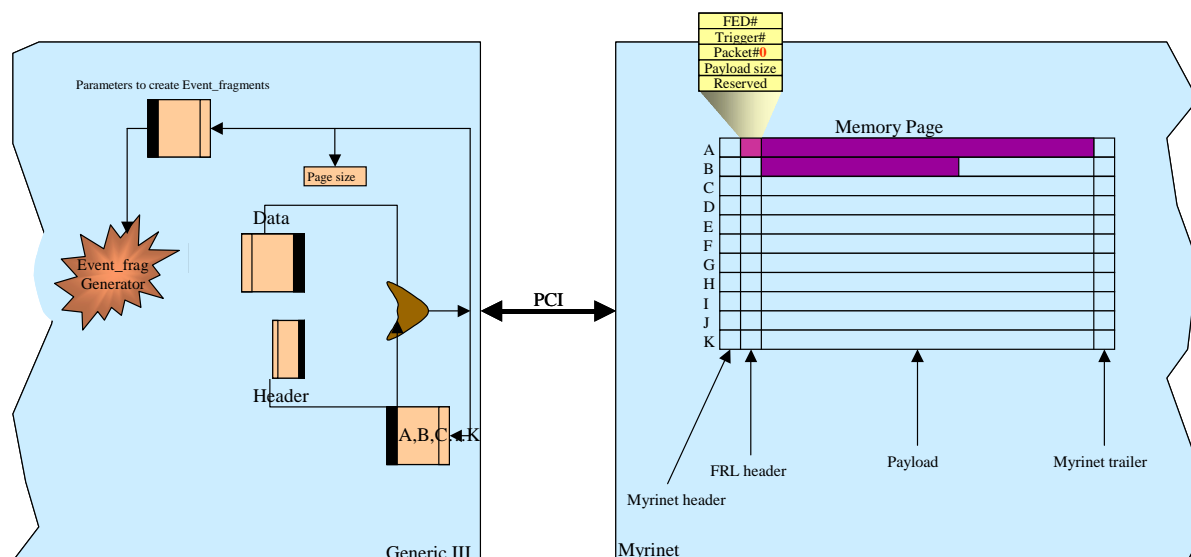 FED#
Trigger#
Packet#0
Payload size
Reserved
Parameters to create Event_fragments
Memory Page
A
B
C
D
E
F
G
H
I
J
K
Page size
Data
Event_frag
Generator
PCI
Header
A,B,C..K
FRL header
Payload
Myrinet trailer
Myrinet header
Generic III
Myrinet